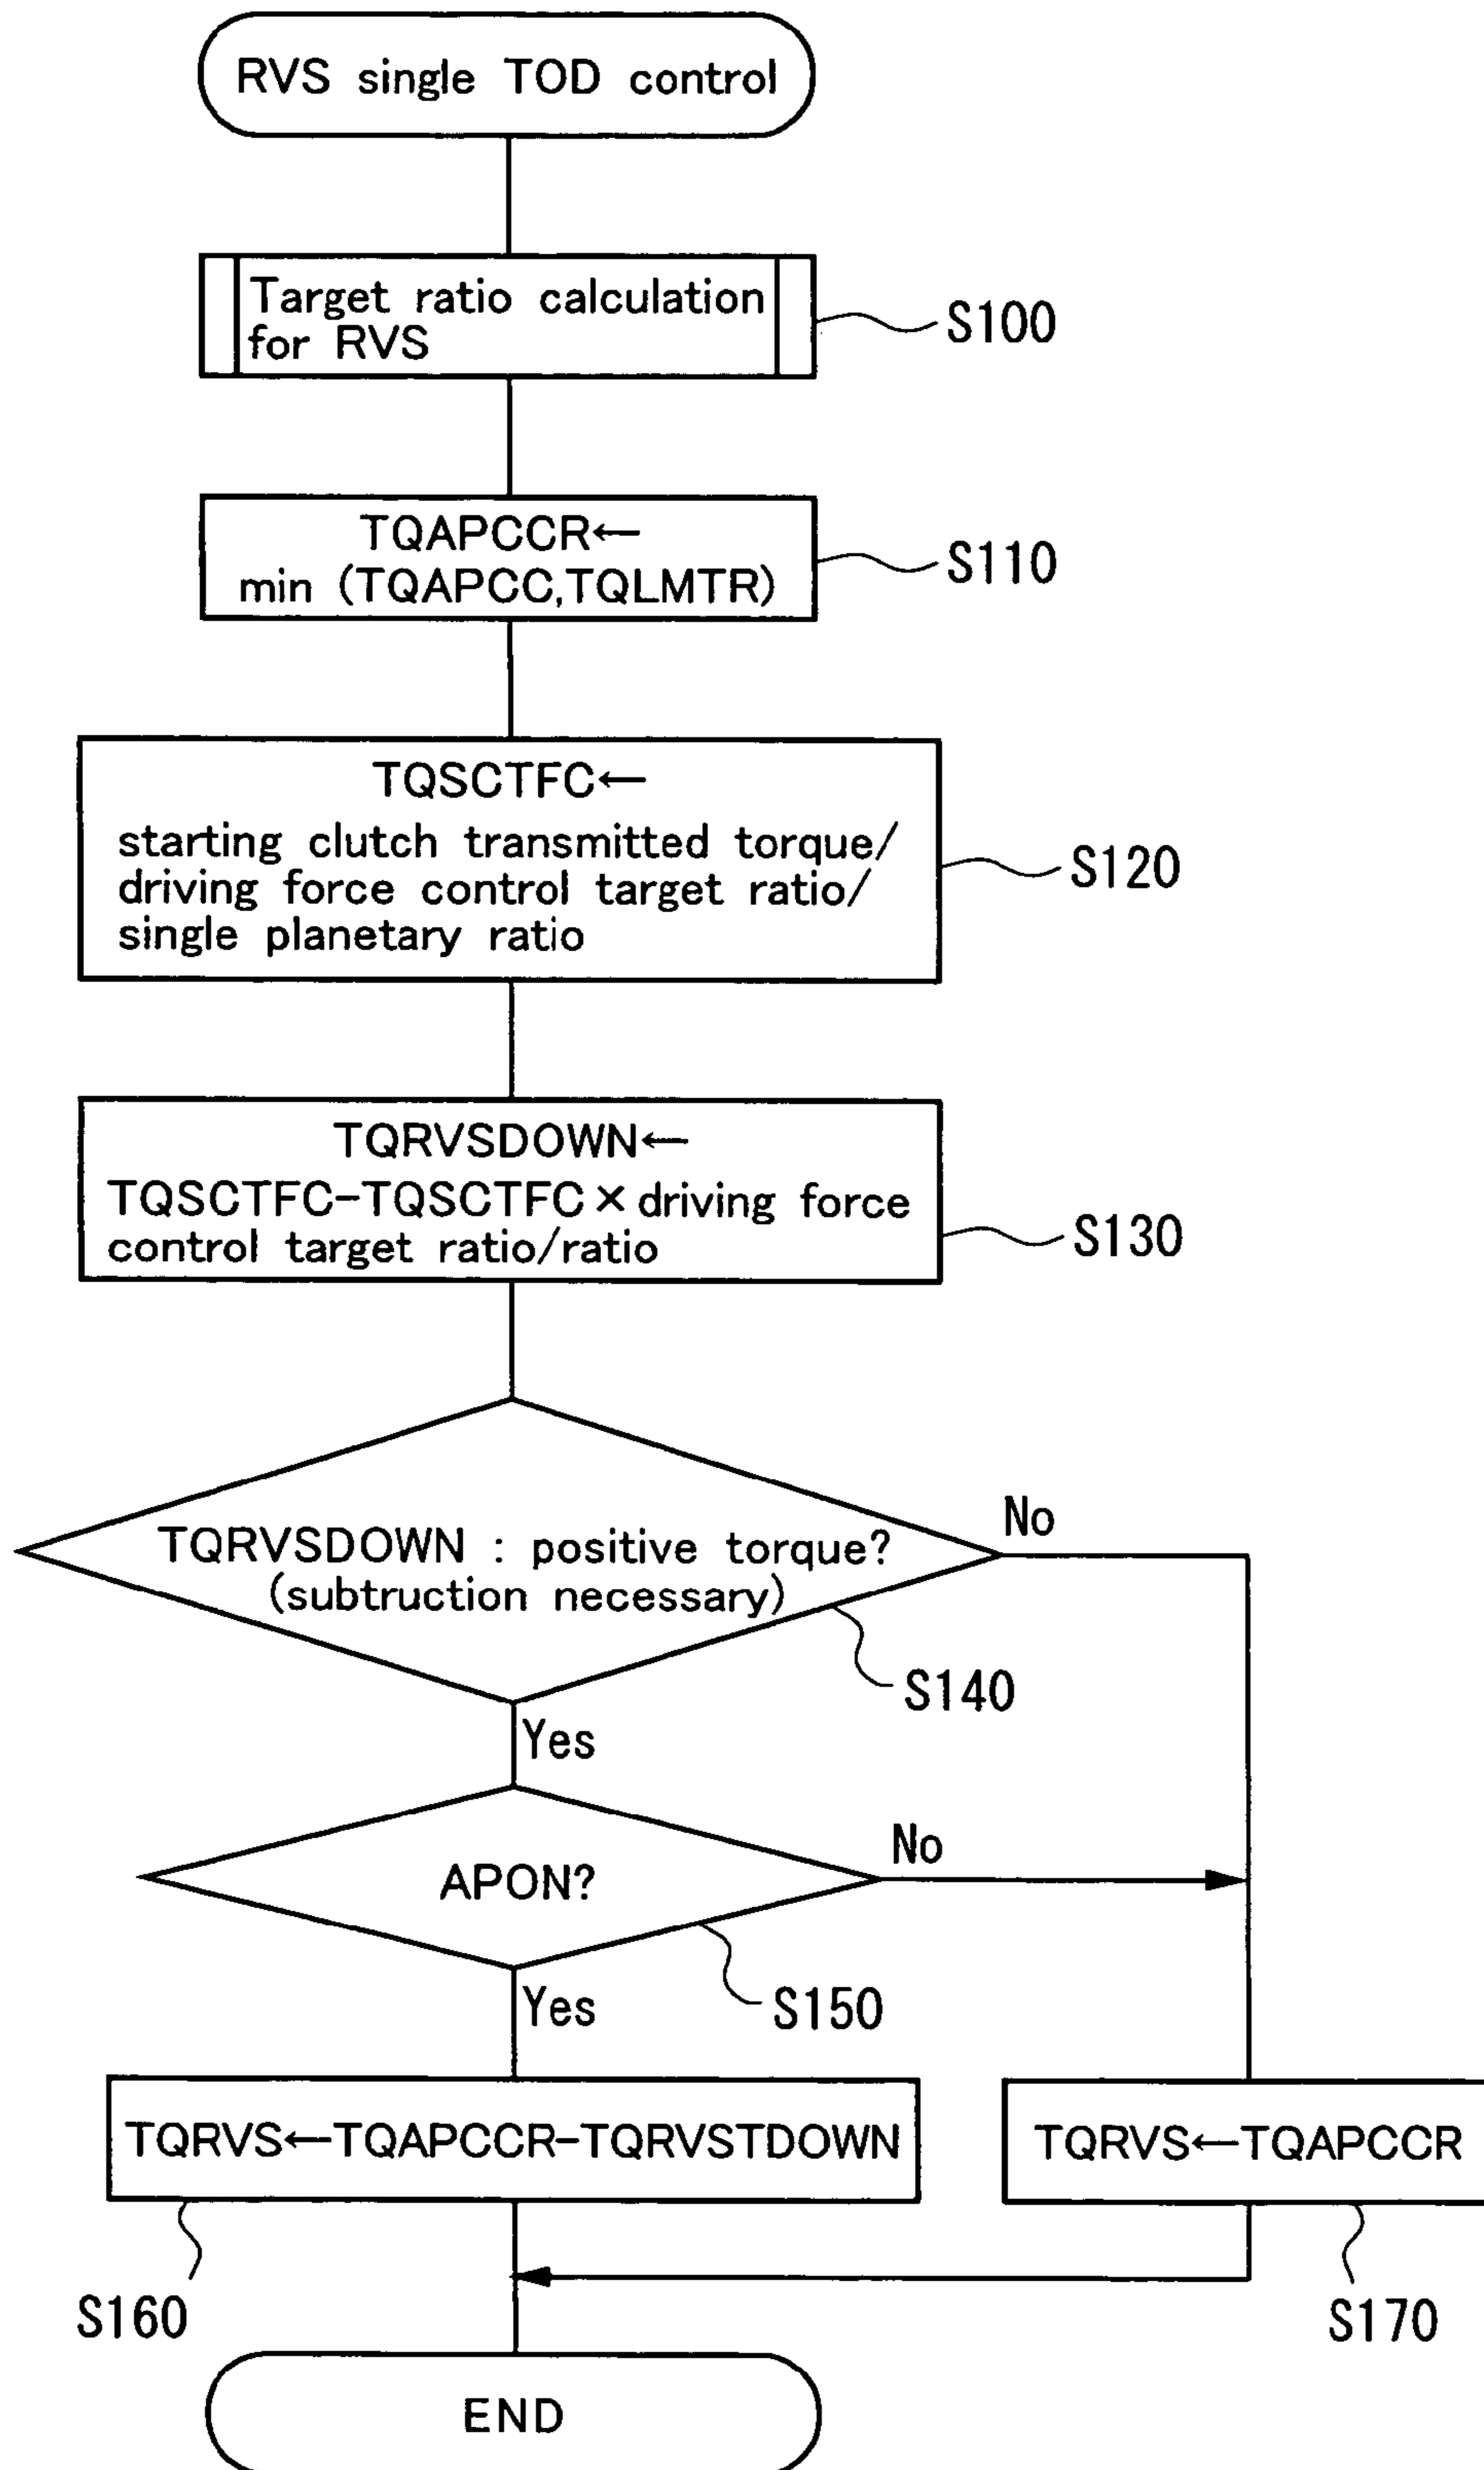 RVS single TOD control
Target ratio calculation
for RVS
S100
TQAPCCR←
min (TQAPCC,TQLMTR)
S110
TQSCTFC←
starting clutch transmitted torque/
driving force control target ratio/
single planetary ratio
S120
TQRVSDOWN←
TQSCTFC-TQSCTFC×driving force
control target ratio/ratio
S130
TQRVSDOWN : positive torque?
(subtruction necessary)
No
S140
Yes
APON?
No
S150
Yes
TQRVS←TQAPCCR-TQRVSTDOWN
TQRVS←TQAPCCR
S160
S170
END